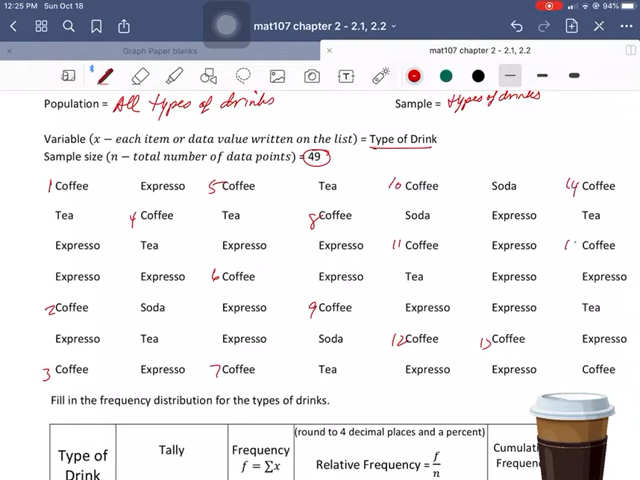 12:25 PM Sun Oct 18 94%
mat107 chapter 2 - 2.1, 2.2
Graph Paper blanks mat107 chapter 2 - 2.1, 2.2
Population = All types of drinks Sample = types of drinks
Variable (x − each item or data value written on the list) = Type of Drink
Sample size (n − total number of data points) = 49
1 Coffee Expresso 5 Coffee Tea 10 Coffee Soda 14 Coffee
Tea 4 Coffee Tea 8 Coffee Soda Expresso Tea
Expresso Tea Expresso Expresso 11 Coffee Expresso 1 Coffee
Expresso Expresso 6 Coffee Expresso Tea Expresso Expresso
2 Coffee Soda Expresso 9 Coffee Expresso Expresso Tea
Expresso Tea Expresso Soda 12 Coffee 13 Coffee Expresso
3 Coffee Expresso 7 Coffee Tea Expresso Expresso Coffee
Fill in the frequency distribution for the types of drinks.
(round to 4 decimal places and a percent)
Type of Drink Tally Frequency f = ∑x Relative Frequency = f/n